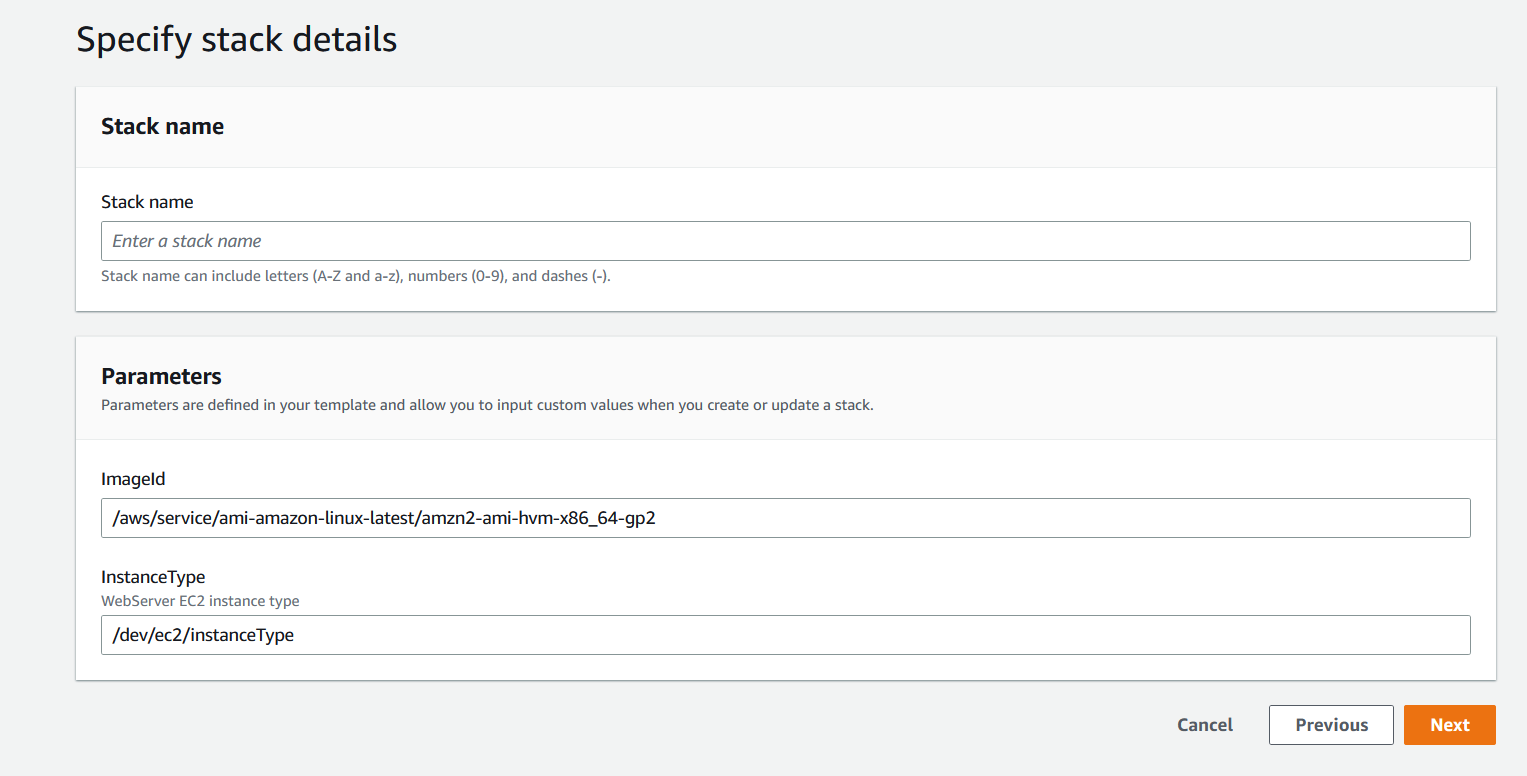 Specify stack details
Stack name
Stack name
Enter a stack name
Stack name can include letters (A-Z and a-z), numbers (0-9), and dashes (-).
Parameters
Parameters are defined in your template and allow you to input custom values when you create or update a stack.
ImageId
/aws/service/ami-amazon-linux-latest/amzn2-ami-hvm-x86_64-gp2
InstanceType
WebServer EC2 instance type
/dev/ec2/instanceType
Cancel Previous Next